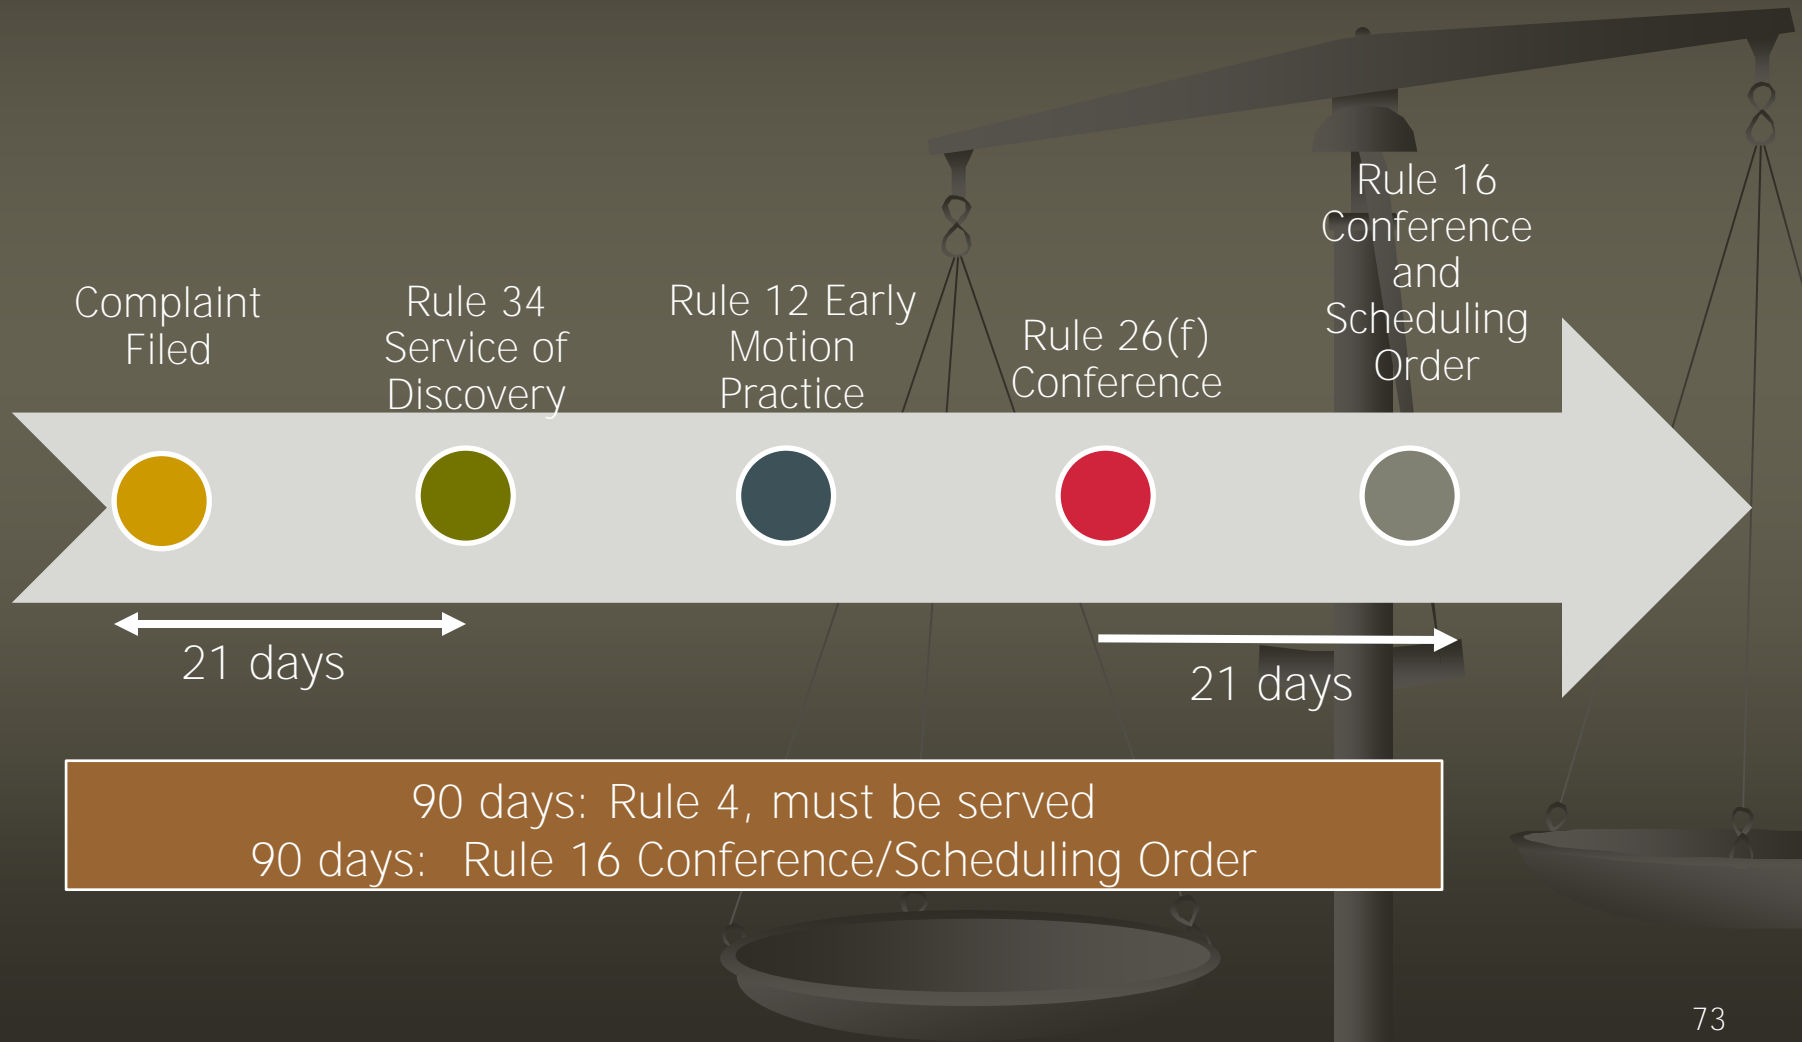 Complaint
Filed
Rule 34
Service of
Discovery
Rule 12 Early
Motion
Practice
Rule 26(f)
Conference
Rule 16
Conference
and
Scheduling
Order
21 days
21 days
90 days: Rule 4, must be served
90 days:  Rule 16 Conference/Scheduling Order
73